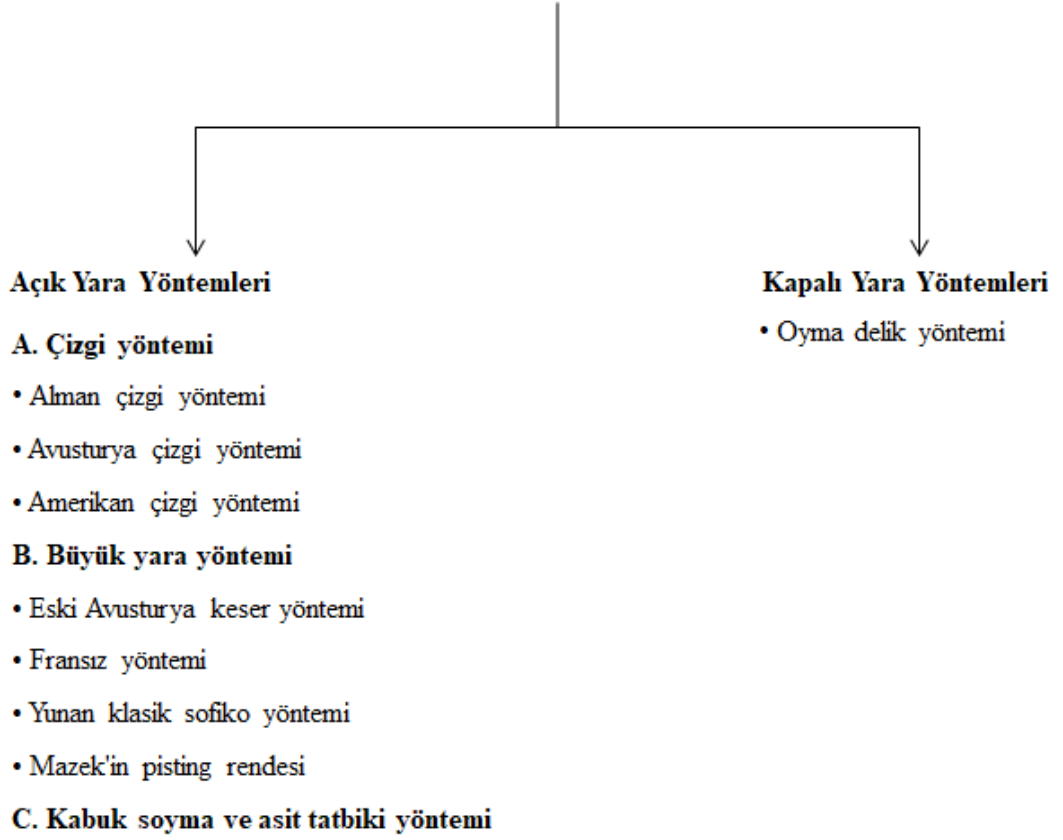 Açık Yara Yöntemleri
A. Çizgi yöntemi
• Alman çizgi yöntemi
• Avusturya çizgi yöntemi
• Amerikan çizgi yöntemi
B. Büyük yara yöntemi
• Eski Avusturya keser yöntemi
• Fransız yöntemi
• Yunan klasik sofiko yöntemi
• Mazek'in pisting rendesi
C. Kabuk soyma ve asit tatbiki yöntemi
Kapalı Yara Yöntemleri
• Oyma delik yöntemi